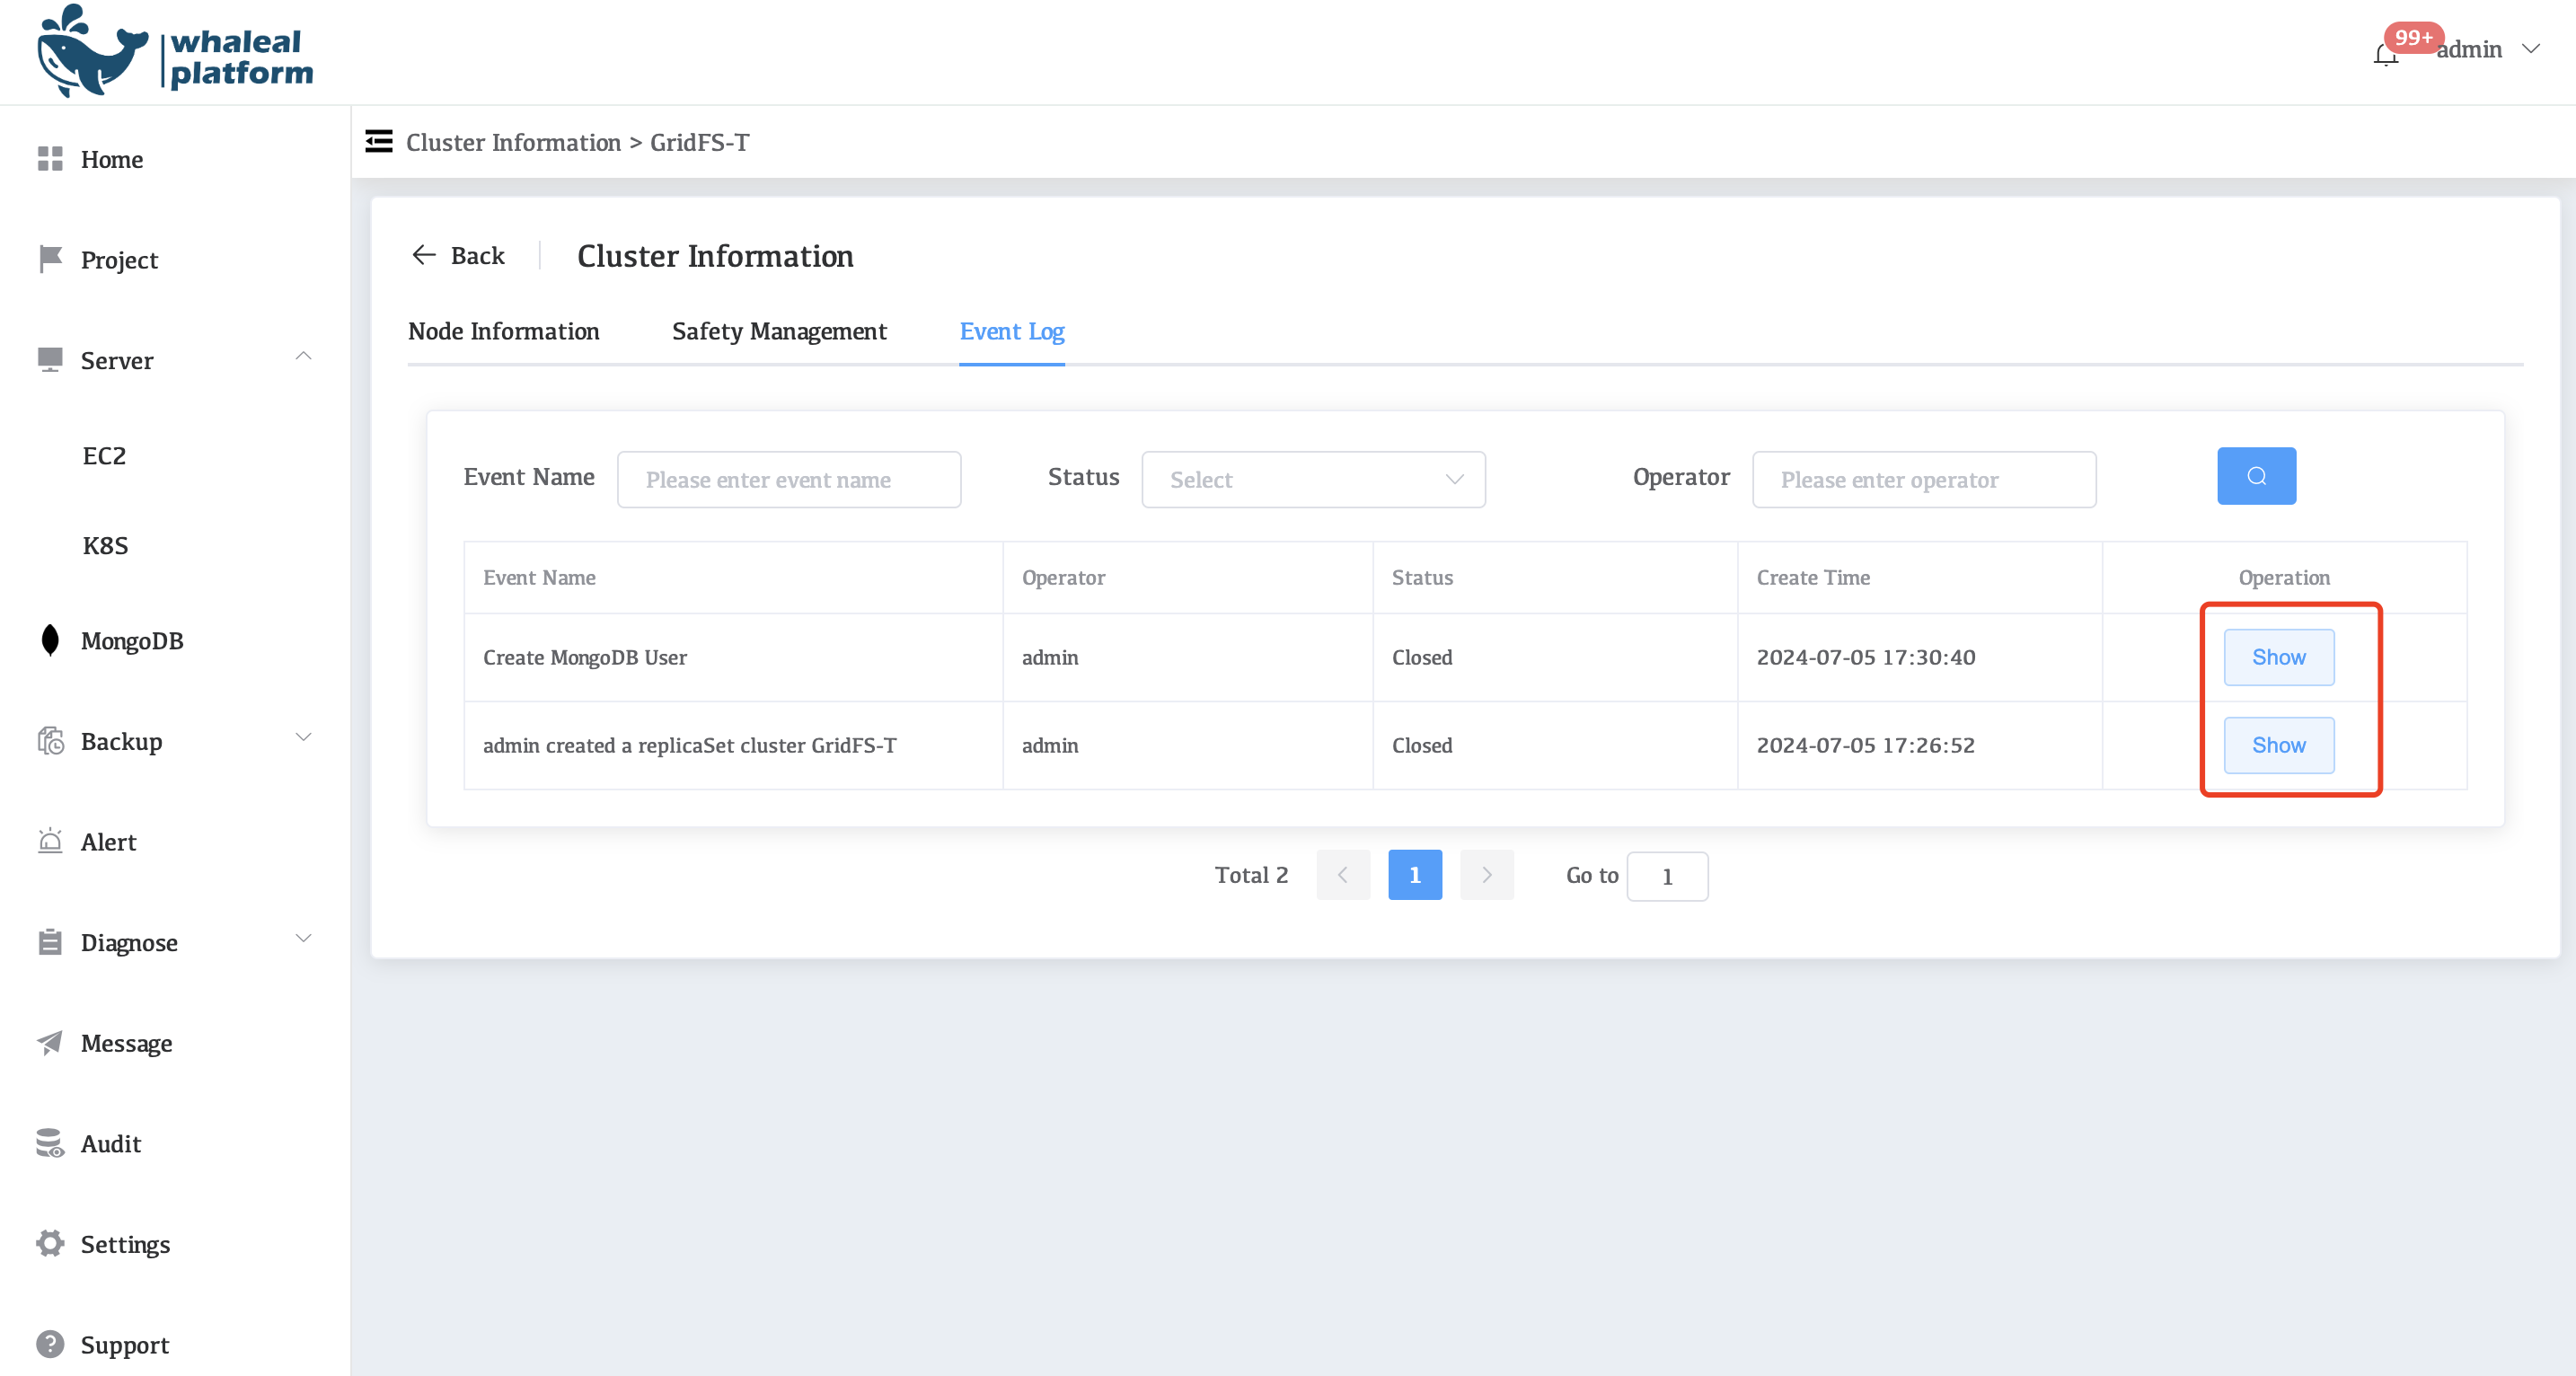 whaleal
platform
99+
admin
Home
Project
Server
EC2
K8S
MongoDB
Backup
Alert
Diagnose
Message
Audit
Settings
Support
Cluster Information > GridFS-T
Back
Cluster Information
Node Information Safety Management Event Log
Event Name Please enter event name Status Select Operator Please enter operator
Event Name Operator Status Create Time Operation
Create MongoDB User admin Closed 2024-07-05 17:30:40 Show
admin created a replicaSet cluster GridFS-T admin Closed 2024-07-05 17:26:52 Show
Total 2 1 Go to 1